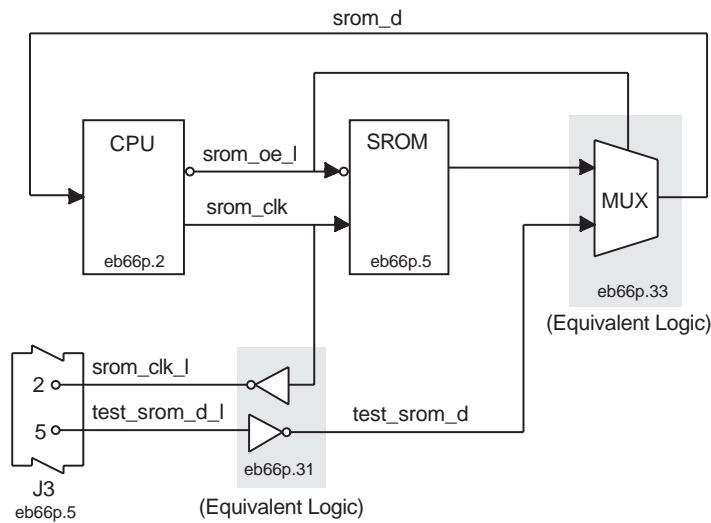 srom_d
CPU
srom_oe_l
SROM
srom_clk
MUX
eb66p.2
eb66p.5
eb66p.33
(Equivalent Logic)
srom_clk_l
2
test_srom_d_l
test_srom_d
5
eb66p.31
J3
eb66p.5
(Equivalent Logic)